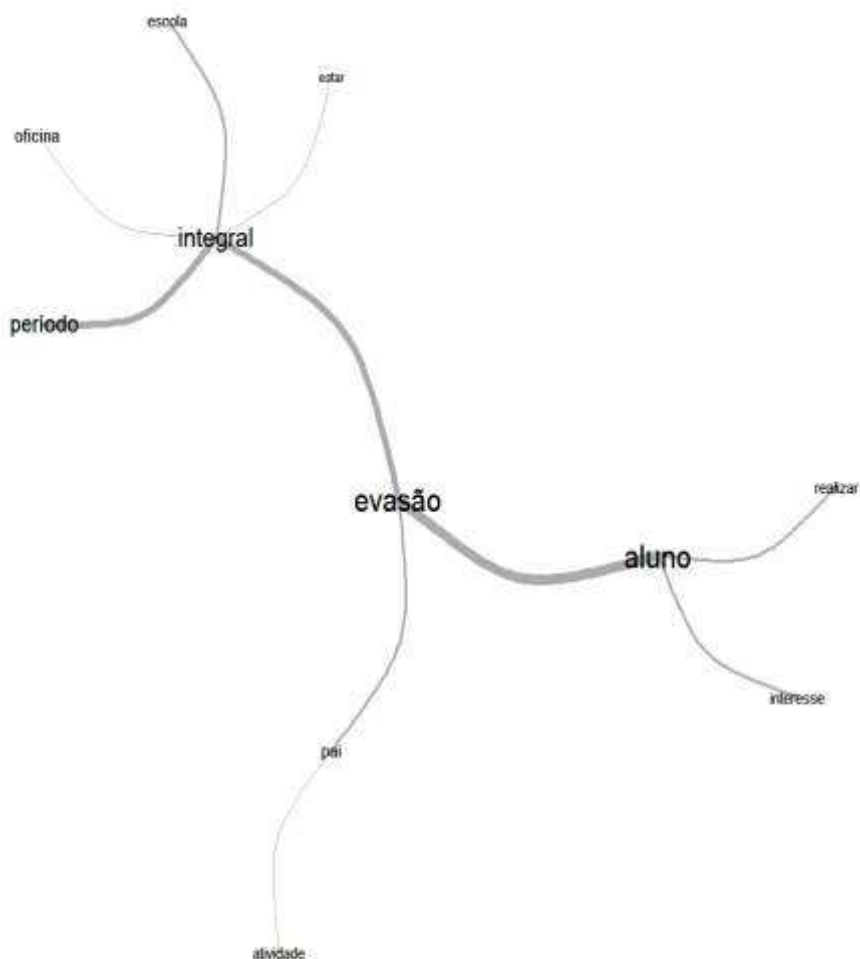 escola
estar
oficina
integral
período
realizar
evasão
aluno
interesse
pai
atividade